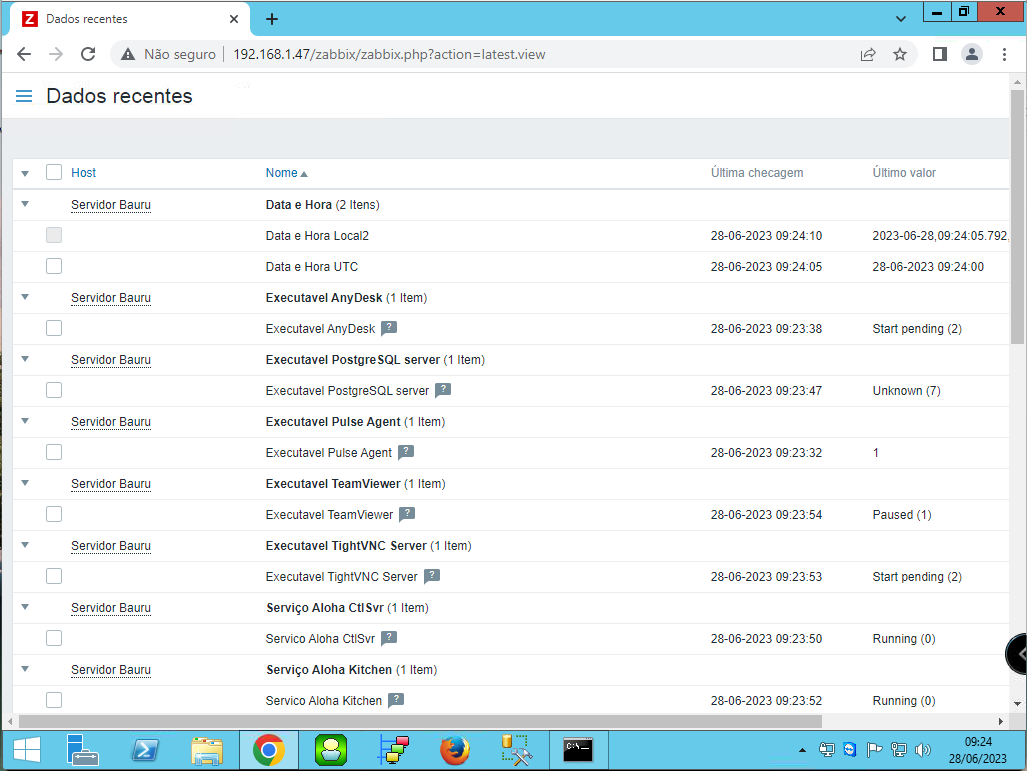 Dados recentes
Não seguro 192.168.1.47/zabbix/zabbix.php?action=latest.view
Dados recentes
Host Nome Última checagem Último valor
Servidor Bauru Data e Hora (2 Itens)
Data e Hora Local2 28-06-2023 09:24:10 2023-06-28,09:24:05.792,
Data e Hora UTC 28-06-2023 09:24:05 28-06-2023 09:24:00
Servidor Bauru Executavel AnyDesk (1 Item)
Executavel AnyDesk ? 28-06-2023 09:23:38 Start pending (2)
Servidor Bauru Executavel PostgreSQL server (1 Item)
Executavel PostgreSQL server ? 28-06-2023 09:23:47 Unknown (7)
Servidor Bauru Executavel Pulse Agent (1 Item)
Executavel Pulse Agent ? 28-06-2023 09:23:32 1
Servidor Bauru Executavel TeamViewer (1 Item)
Executavel TeamViewer ? 28-06-2023 09:23:54 Paused (1)
Servidor Bauru Executavel TightVNC Server (1 Item)
Executavel TightVNC Server ? 28-06-2023 09:23:53 Start pending (2)
Servidor Bauru Serviço Aloha CtlSvr (1 Item)
Servico Aloha CtlSvr ? 28-06-2023 09:23:50 Running (0)
Servidor Bauru Serviço Aloha Kitchen (1 Item)
Servico Aloha Kitchen ? 28-06-2023 09:23:52 Running (0)
09:24
28/06/2023